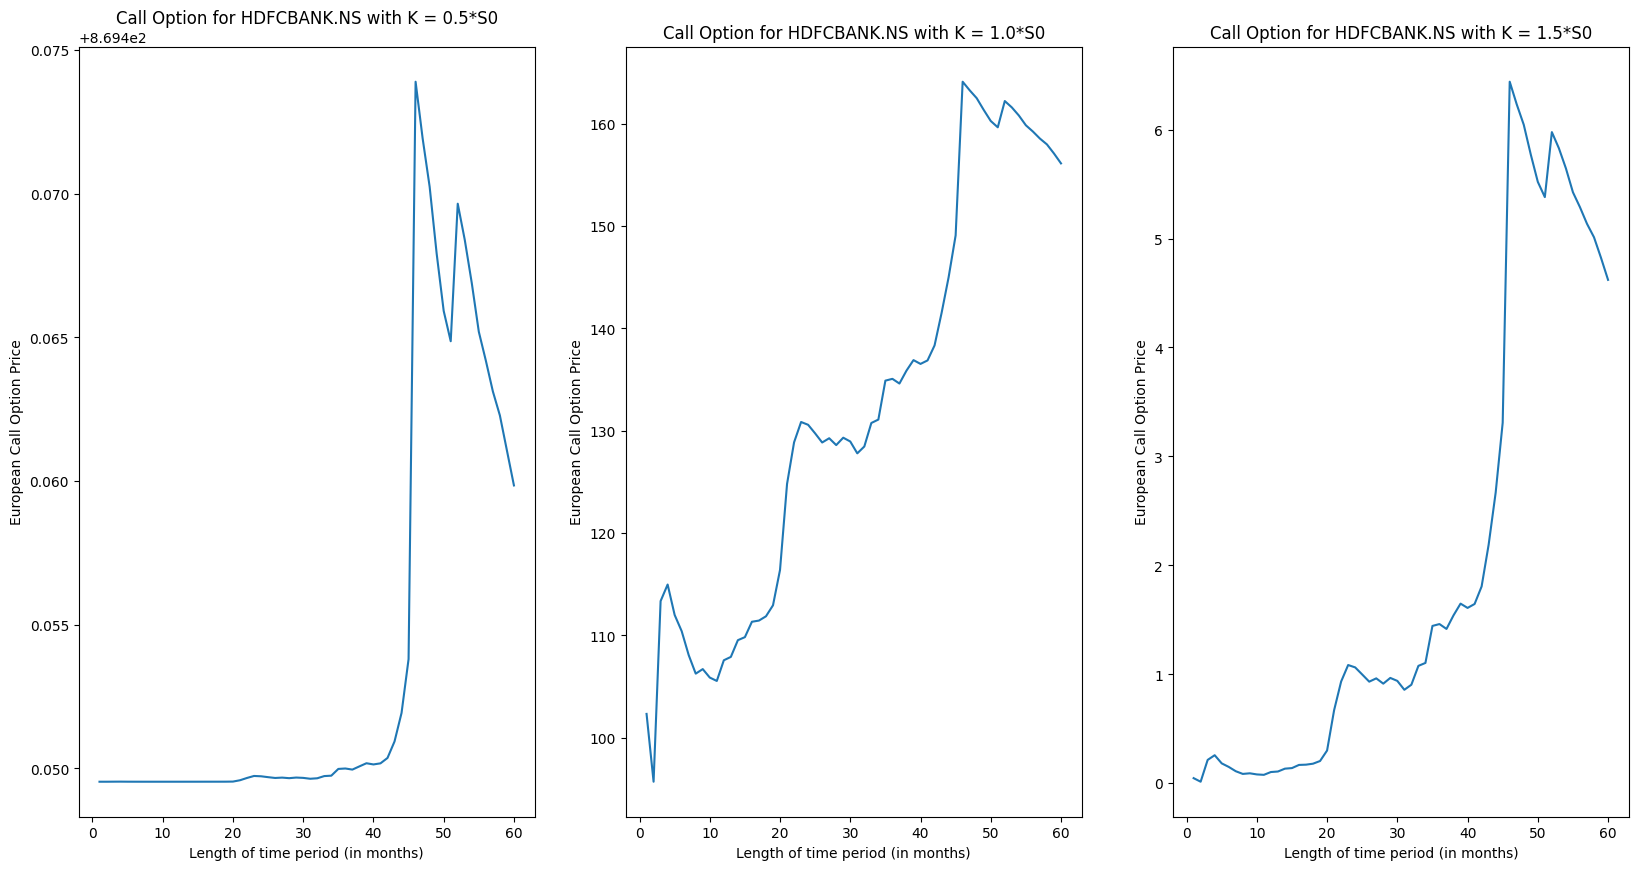 Call Option for HDFCBANK.NS with K = 0.5*S0
+8.694e2
0.075
0.070
0.065
0.060
0.055
0.050
European Call Option Price
0 10 20 30 40 50 60
Length of time period (in months)
Call Option for HDFCBANK.NS with K = 1.0*S0
160
150
140
130
120
110
100
European Call Option Price
0 10 20 30 40 50 60
Length of time period (in months)
Call Option for HDFCBANK.NS with K = 1.5*S0
6
5
4
3
2
1
0
European Call Option Price
0 10 20 30 40 50 60
Length of time period (in months)